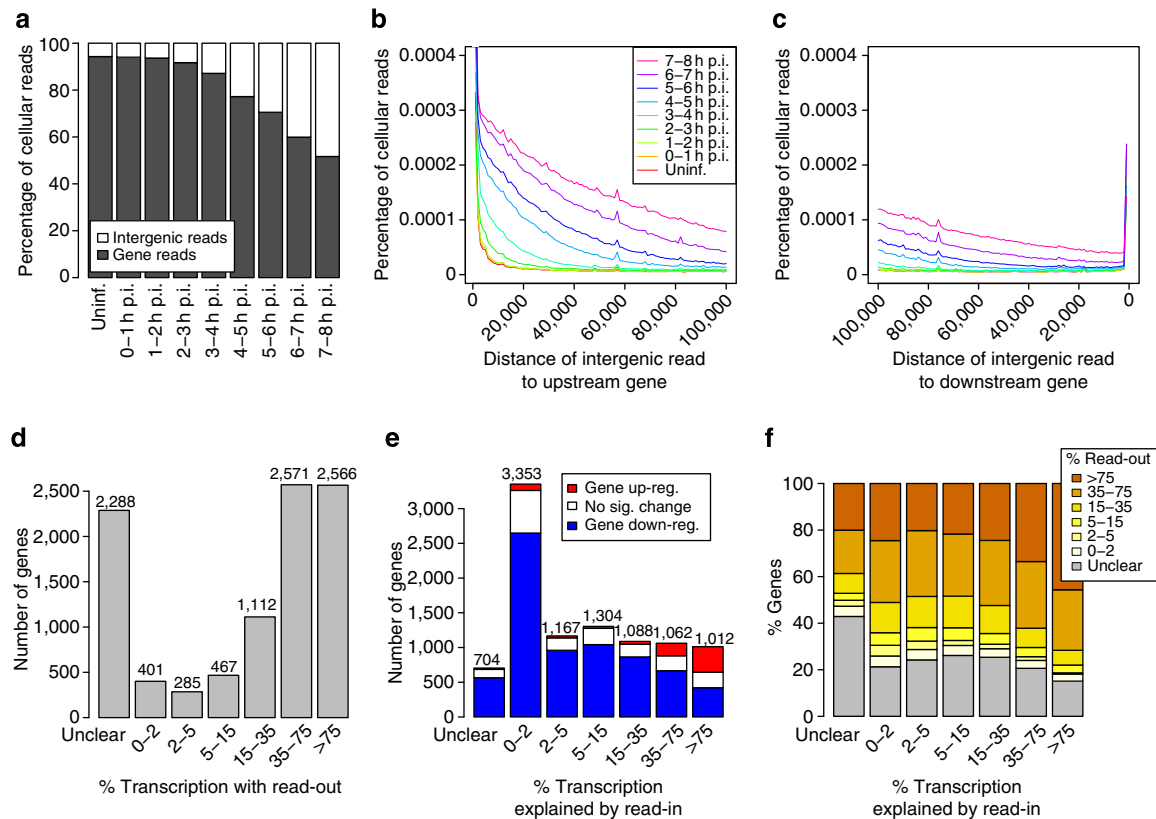 a
Percentage of cellular reads
100
80
60
40
20
0
Intergenic reads
Gene reads
Uninf.
0–1 h p.i.
1–2 h p.i.
2–3 h p.i.
3–4 h p.i.
4–5 h p.i.
5–6 h p.i.
6–7 h p.i.
7–8 h p.i.
b
Percentage of cellular reads
0.0004
0.0003
0.0002
0.0001
0
7–8 h p.i.
6–7 h p.i.
5–6 h p.i.
4–5 h p.i.
3–4 h p.i.
2–3 h p.i.
1–2 h p.i.
0–1 h p.i.
Uninf.
0
20,000
40,000
60,000
80,000
100,000
Distance of intergenic read
to upstream gene
c
Percentage of cellular reads
0.0004
0.0003
0.0002
0.0001
0
100,000
80,000
60,000
40,000
20,000
0
Distance of intergenic read
to downstream gene
d
Number of genes
2,500
2,000
1,500
1,000
500
0
2,288
401
285
467
1,112
2,571
2,566
Unclear
0–2
2–5
5–15
15–35
35–75
>75
% Transcription with read-out
e
Number of genes
3,000
2,500
2,000
1,500
1,000
500
0
Gene up-reg.
No sig. change
Gene down-reg.
704
3,353
1,167
1,304
1,088
1,062
1,012
Unclear
0–2
2–5
5–15
15–35
35–75
>75
% Transcription
explained by read-in
f
% Genes
100
80
60
40
20
0
% Read-out
>75
35–75
15–35
5–15
2–5
0–2
Unclear
Unclear
0–2
2–5
5–15
15–35
35–75
>75
% Transcription
explained by read-in